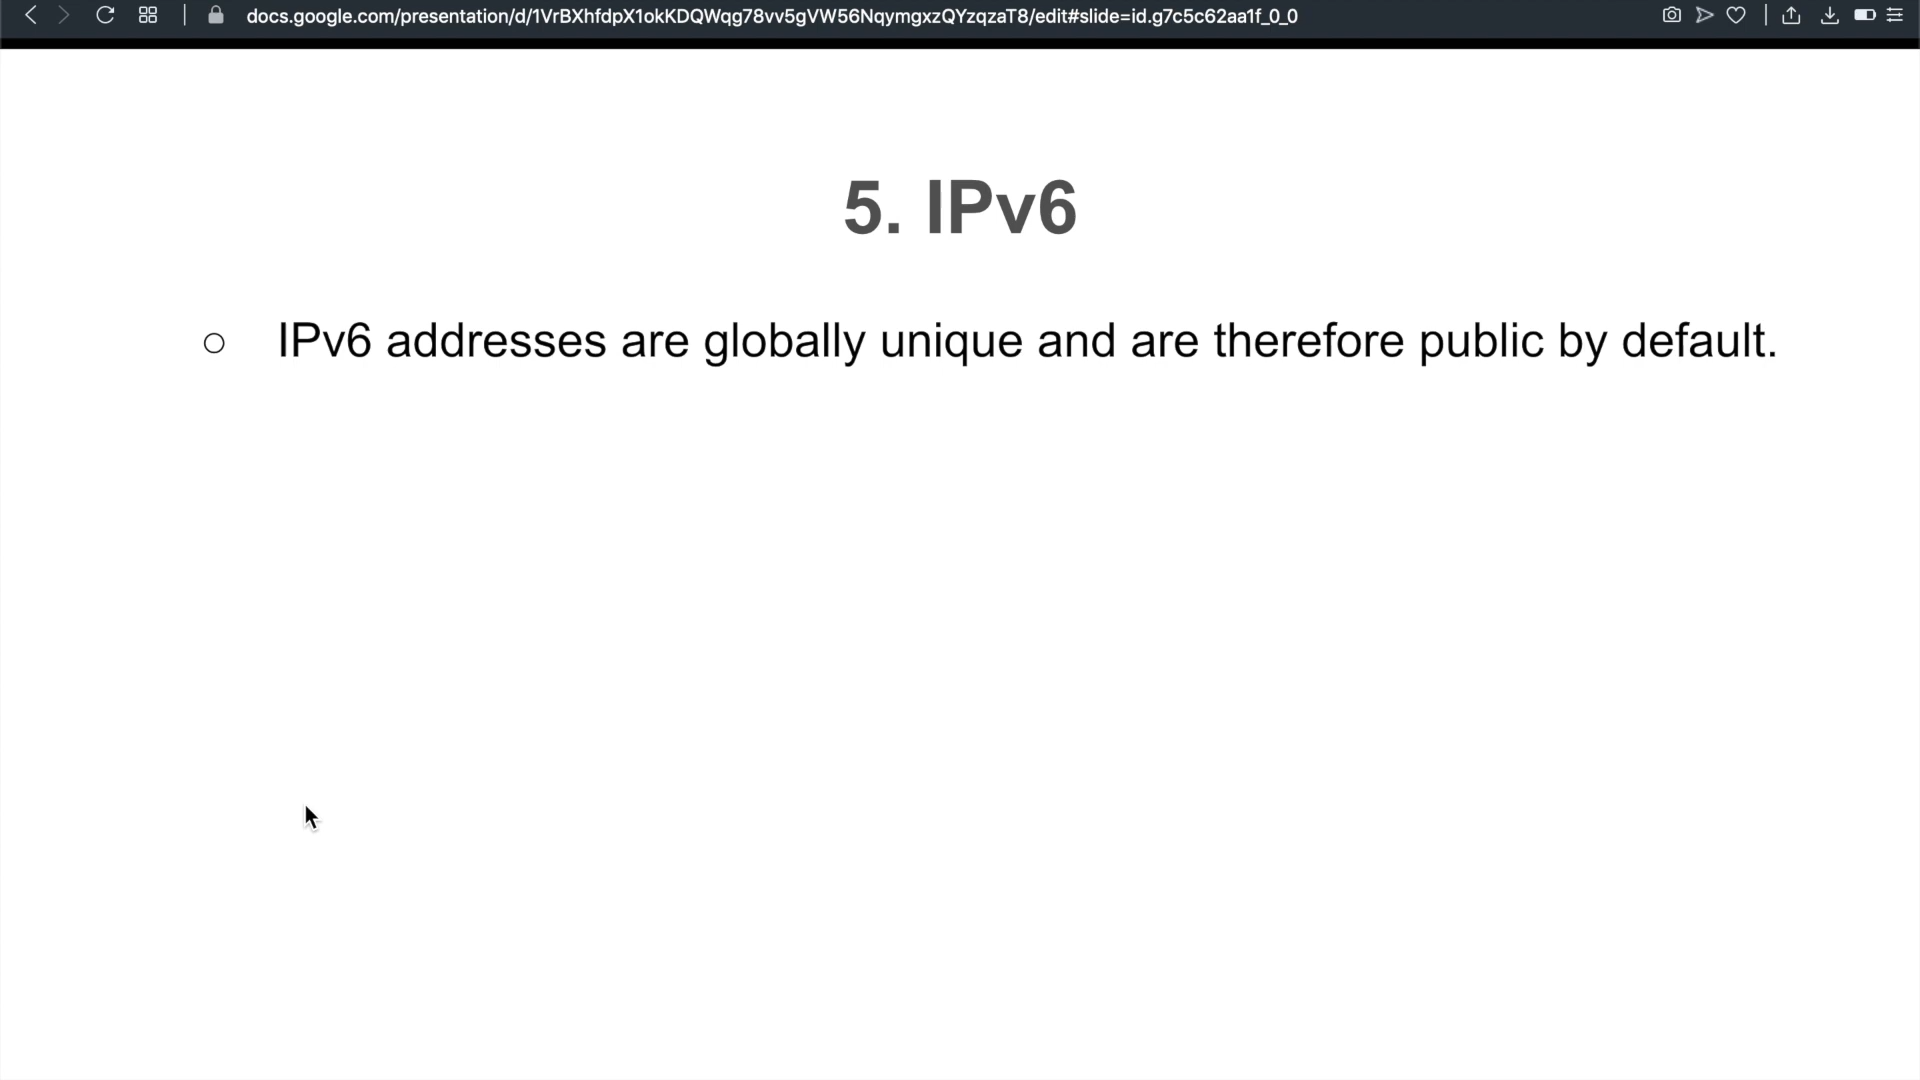 docs.google.com/presentation/d/1VrBXhfdpX1okKDQWqg78vv5gVW56NqymgxzQYzqzaT8/edit#slide=id.g7c5c62aa1f_0_0
5. IPv6
○ IPv6 addresses are globally unique and are therefore public by default.